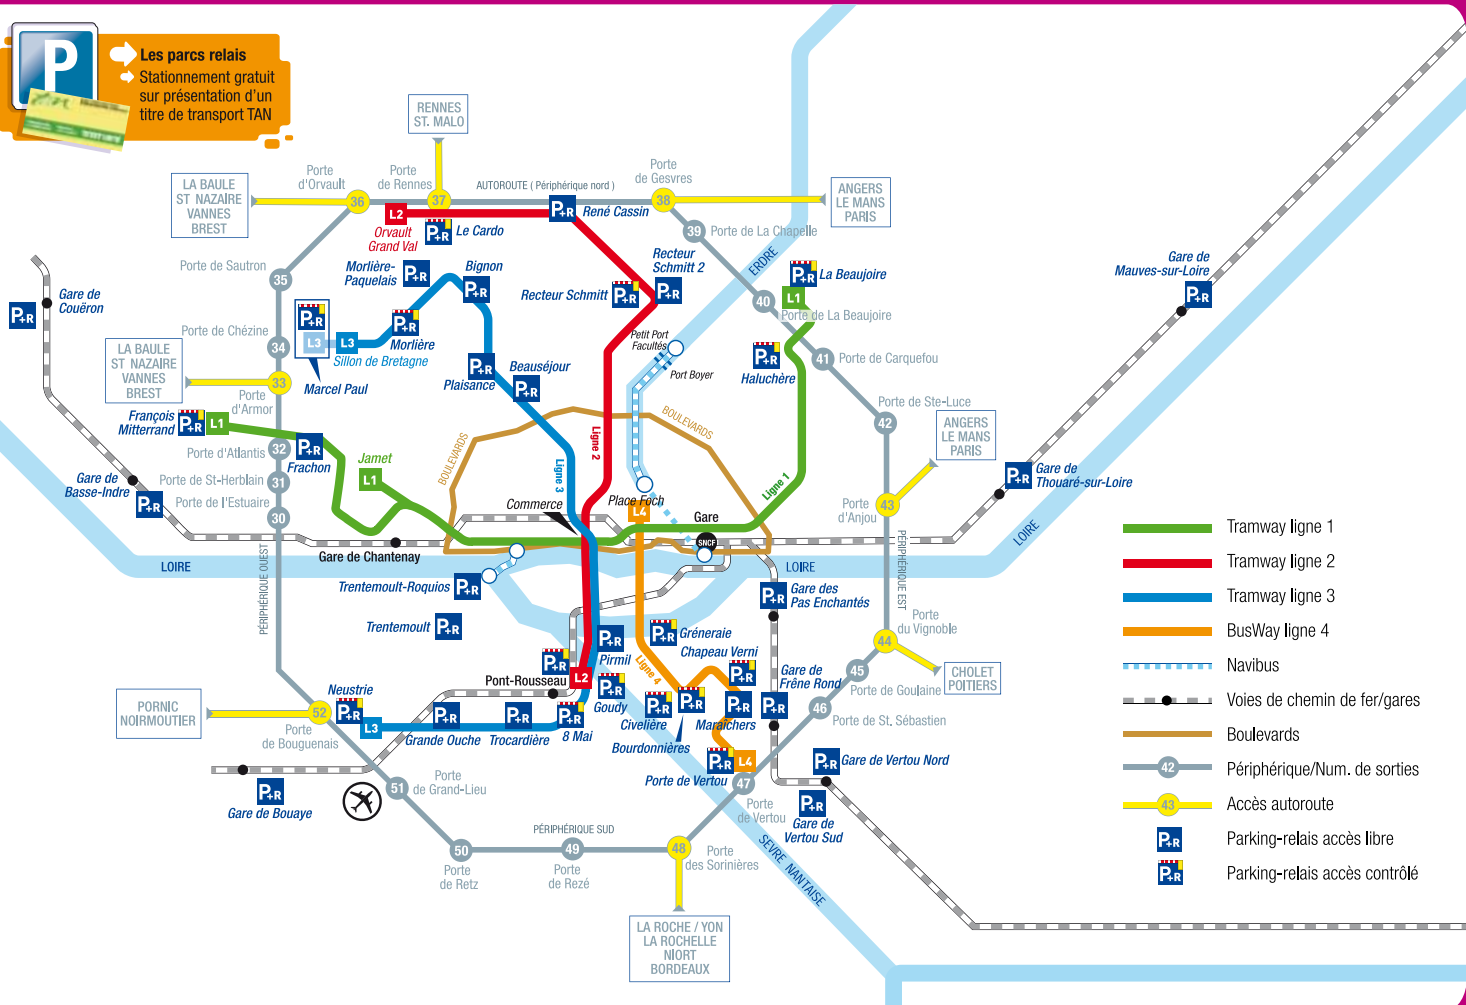 P
Les parcs relais
Stationnement gratuit
sur présentation d'un
titre de transport TAN
RENNES
ST. MALO
LA BAULE
ST NAZAIRE
VANNES
BREST
Porte
d'Orvault
36
Porte
de Rennes
37
AUTOROUTE ( Périphérique nord )
Porte
de Gesvres
38
ANGERS
LE MANS
PARIS
L2
Orvault
Grand Val
P+R
Le Cardo
P+R
René Cassin
39
Porte de La Chapelle
ERDRE
Porte de Sautron
35
Morlière-
Paquelais
P+R
Bignon
P+R
Recteur
Schmitt 2
P+R
Recteur Schmitt
P+R
P+R
La Beaujoire
L1
40
Porte de La Beaujoire
Gare de
Mauves-sur-Loire
P+R
P+R
Gare de
Couëron
Porte de Chézine
34
P+R
L3
Marcel Paul
L3
Sillon de Bretagne
P+R
Morlière
Petit Port
Facultés
Port Boyer
P+R
Haluchère
41
Porte de Carquefou
LA BAULE
ST NAZAIRE
VANNES
BREST
33
Porte
d'Armor
P+R
Plaisance
Beauséjour
P+R
Porte de Ste-Luce
42
ANGERS
LE MANS
PARIS
François
Mitterrand
P+R
L1
BOULEVARDS
BOULEVARDS
Ligne 2
Ligne 3
Ligne 1
Porte d'Atlantis
32
P+R
Frachon
Jamet
L1
Gare de
Basse-Indre
P+R
Porte de St-Herblain
31
Porte de l'Estuaire
30
P+R
Gare de
Thouaré-sur-Loire
Commerce
Place Foch
L4
Gare
SNCF
Porte
d'Anjou
43
LOIRE
Gare de Chantenay
LOIRE
LOIRE
PÉRIPHÉRIQUE OUEST
PÉRIPHÉRIQUE EST
Trentemoult-Roquios
P+R
P+R
Gare des
Pas Enchantés
Trentemoult
P+R
P+R
Pirmil
P+R
Gréneraie
Chapeau Verni
P+R
Porte
du Vignoble
44
Ligne 4
P+R
Pont-Rousseau
L2
P+R
Goudy
Gare de
Frêne Rond
P+R
45
Porte de Goulaine
CHOLET
POITIERS
PORNIC
NOIRMOUTIER
52
Porte
de Bouguenais
Neustrie
P+R
L3
P+R
Grande Ouche
P+R
Trocardière
P+R
8 Mai
P+R
Civelière
P+R
Bourdonnières
P+R
Maraîchers
46
Porte de St. Sébastien
P+R
L4
Porte de Vertou
47
Porte
de Vertou
P+R
Gare de Vertou Nord
P+R
Gare de
Vertou Sud
P+R
Gare de Bouaye
51
Porte
de Grand-Lieu
50
Porte
de Retz
PÉRIPHÉRIQUE SUD
49
Porte
de Rezé
48
Porte
des Sorinières
SEVRE NANTAISE
LA ROCHE / YON
LA ROCHELLE
NIORT
BORDEAUX
Tramway ligne 1
Tramway ligne 2
Tramway ligne 3
BusWay ligne 4
Navibus
Voies de chemin de fer/gares
Boulevards
42
Périphérique/Num. de sorties
43
Accès autoroute
P+R
Parking-relais accès libre
P+R
Parking-relais accès contrôlé